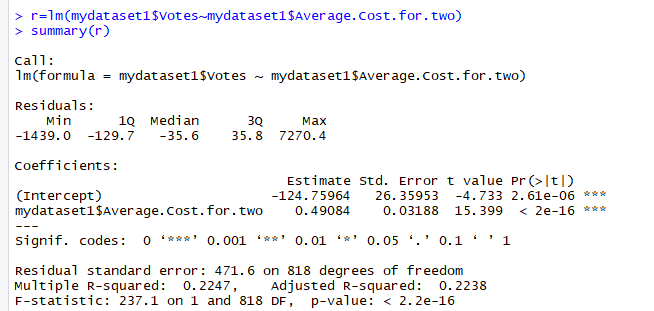 > r=lm(mydataset1$Votes~mydataset1$Average.Cost.for.two)
> summary(r)
Call:
lm(formula = mydataset1$Votes ~ mydataset1$Average.Cost.for.two)
Residuals:
    Min      1Q  Median      3Q     Max
-1439.0  -129.7   -35.6    35.8  7270.4
Coefficients:
                                  Estimate Std. Error t value Pr(>|t|)
(Intercept)                     -124.75964   26.35953  -4.733 2.61e-06 ***
mydataset1$Average.Cost.for.two    0.49084    0.03188  15.399  < 2e-16 ***
---
Signif. codes:  0 ‘***’ 0.001 ‘**’ 0.01 ‘*’ 0.05 ‘.’ 0.1 ‘ ’ 1
Residual standard error: 471.6 on 818 degrees of freedom
Multiple R-squared:  0.2247,    Adjusted R-squared:  0.2238
F-statistic: 237.1 on 1 and 818 DF,  p-value: < 2.2e-16